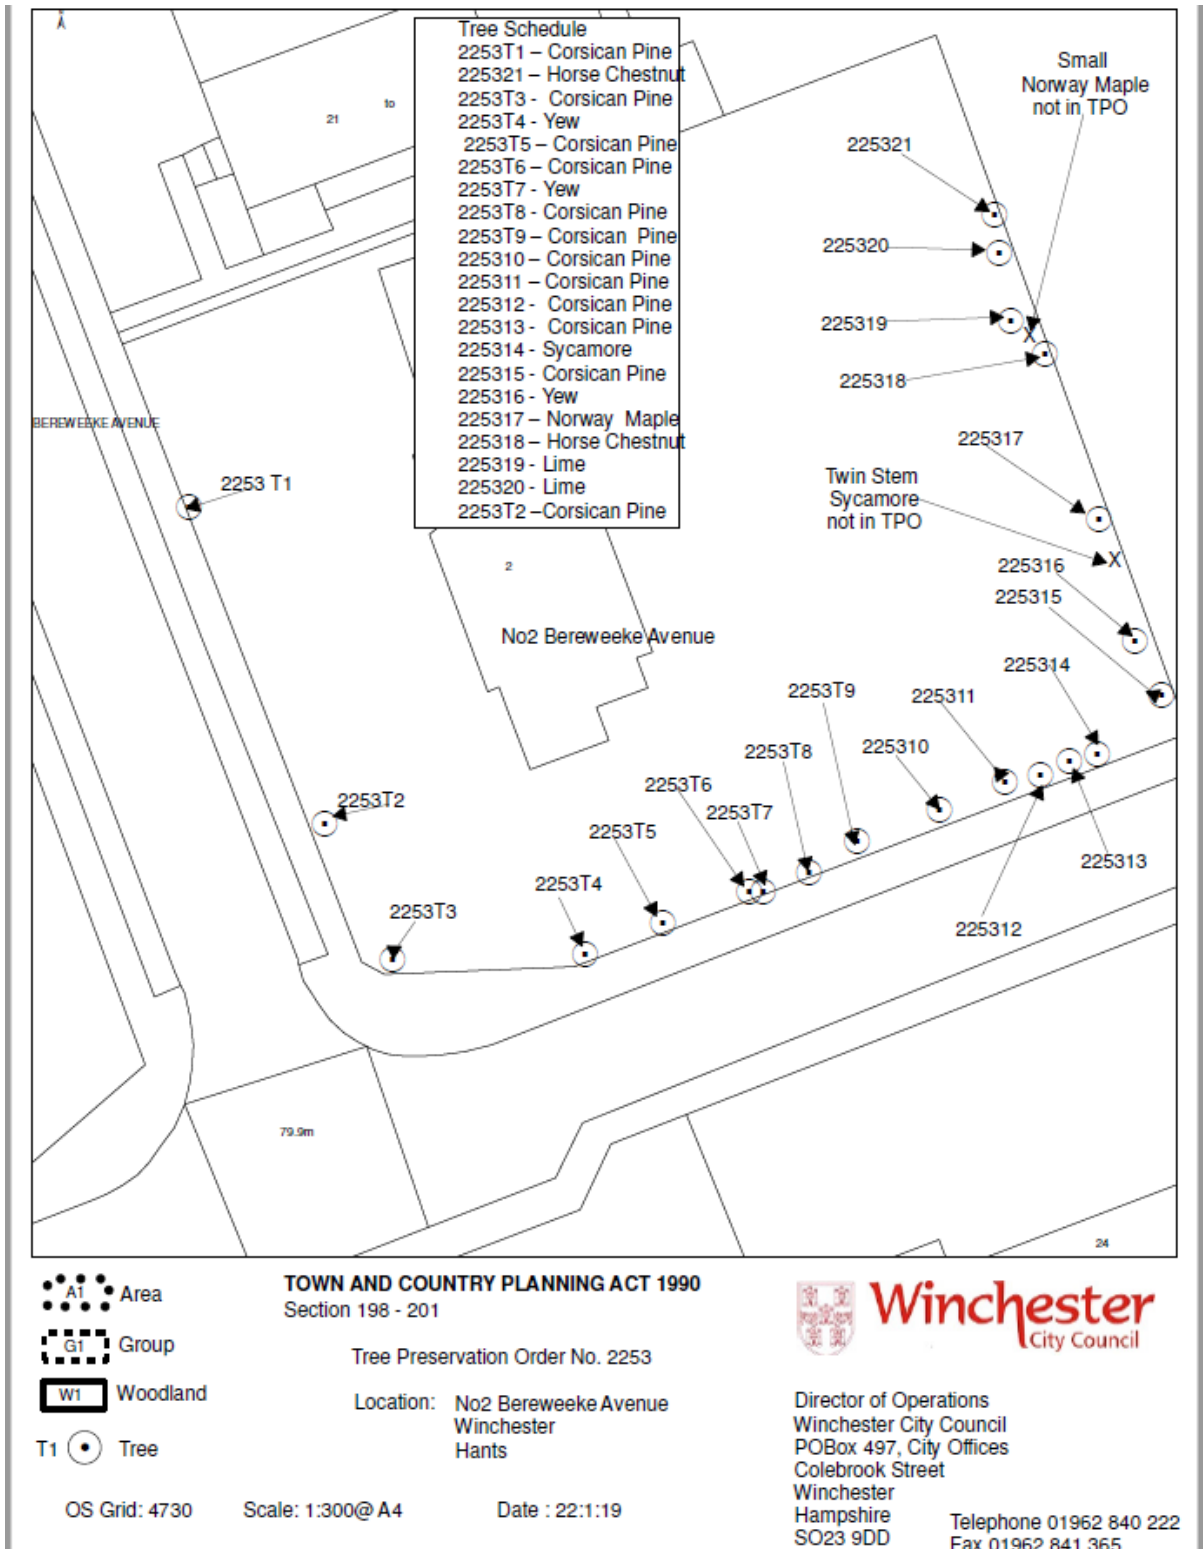 A
Tree Schedule
2253T1 – Corsican Pine
225321 – Horse Chestnut
2253T3 - Corsican Pine
2253T4 - Yew
2253T5 – Corsican Pine
2253T6 – Corsican Pine
2253T7 - Yew
2253T8 - Corsican Pine
2253T9 – Corsican Pine
225310 – Corsican Pine
225311 – Corsican Pine
225312 - Corsican Pine
225313 - Corsican Pine
225314 - Sycamore
225315 - Corsican Pine
225316 - Yew
225317 – Norway Maple
225318 – Horse Chestnut
225319 - Lime
225320 - Lime
2253T2 –Corsican Pine
to
21
Small
Norway Maple
not in TPO
225321
225320
225319
X
225318
BEREWEEKE AVENUE
225317
2253 T1
Twin Stem
Sycamore
not in TPO
X
2
225316
225315
No2 Bereweeke Avenue
225314
2253T9
225311
2253T8
225310
2253T6
2253T2
2253T7
2253T5
225313
2253T4
2253T3
225312
79.9m
24
A1 Area
G1 Group
W1 Woodland
T1 Tree
TOWN AND COUNTRY PLANNING ACT 1990
Section 198 - 201
Tree Preservation Order No. 2253
Location: No2 Bereweeke Avenue
Winchester
Hants
OS Grid: 4730 Scale: 1:300@ A4 Date : 22:1:19
Winchester
City Council
Director of Operations
Winchester City Council
POBox 497, City Offices
Colebrook Street
Winchester
Hampshire
SO23 9DD
Telephone 01962 840 222
Fax 01962 841 365